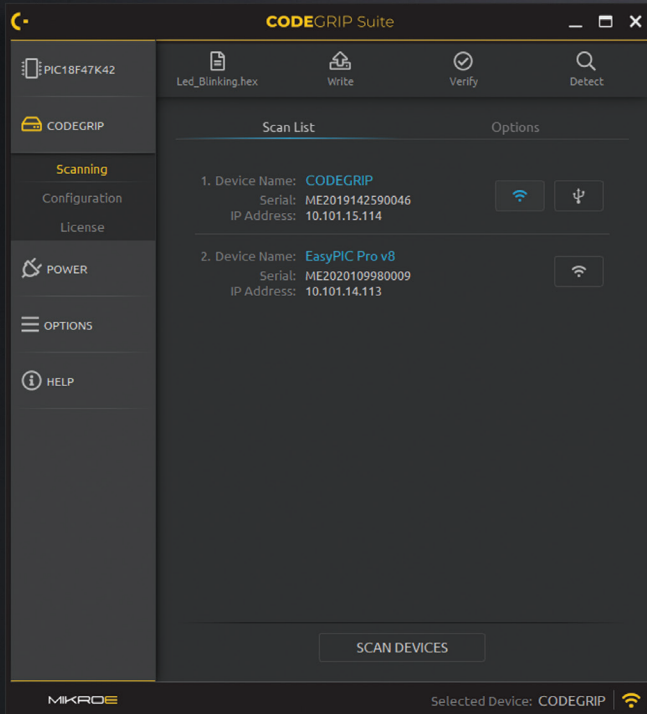 CODEGRIP Suite
PIC18F47K42
Led_Blinking.hex
Write
Verify
Detect
CODEGRIP
Scanning
Configuration
License
POWER
OPTIONS
HELP
Scan List
Options
1. Device Name: CODEGRIP
Serial: ME2019142590046
IP Address: 10.101.15.114
2. Device Name: EasyPIC Pro v8
Serial: ME2020109980009
IP Address: 10.101.14.113
SCAN DEVICES
MIKROE
Selected Device: CODEGRIP